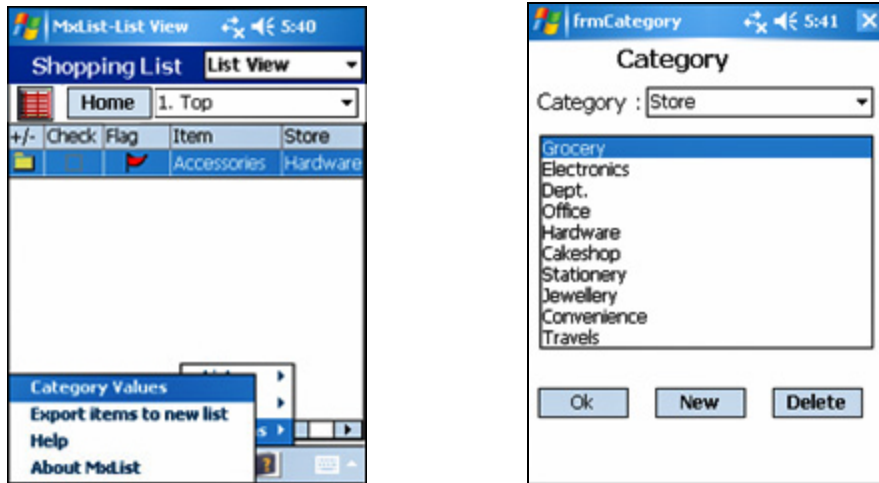 MxList-List View 5:40
Shopping List List View
Home 1. Top
+/- Check Flag Item Store
Accessories Hardware
Category Values
Export items to new list
Help
About MxList
frmCategory 5:41
Category
Category : Store
Grocery
Electronics
Dept.
Office
Hardware
Cakeshop
Stationery
Jewellery
Convenience
Travels
Ok New Delete